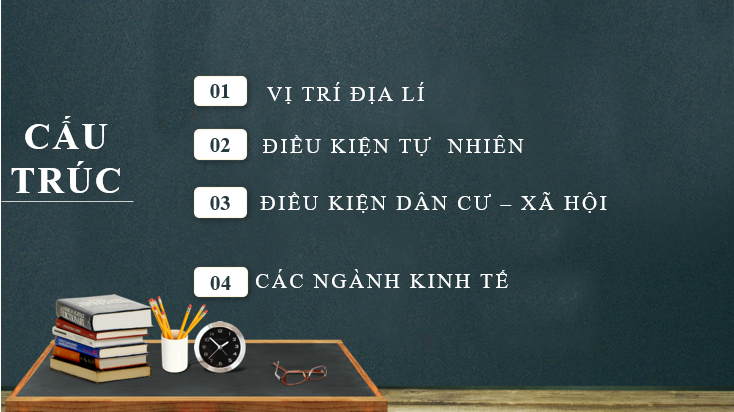 CẤU
TRÚC
01 VỊ TRÍ ĐỊA LÍ
02 ĐIỀU KIỆN TỰ NHIÊN
03 ĐIỀU KIỆN DÂN CƯ – XÃ HỘI
04 CÁC NGÀNH KINH TẾ